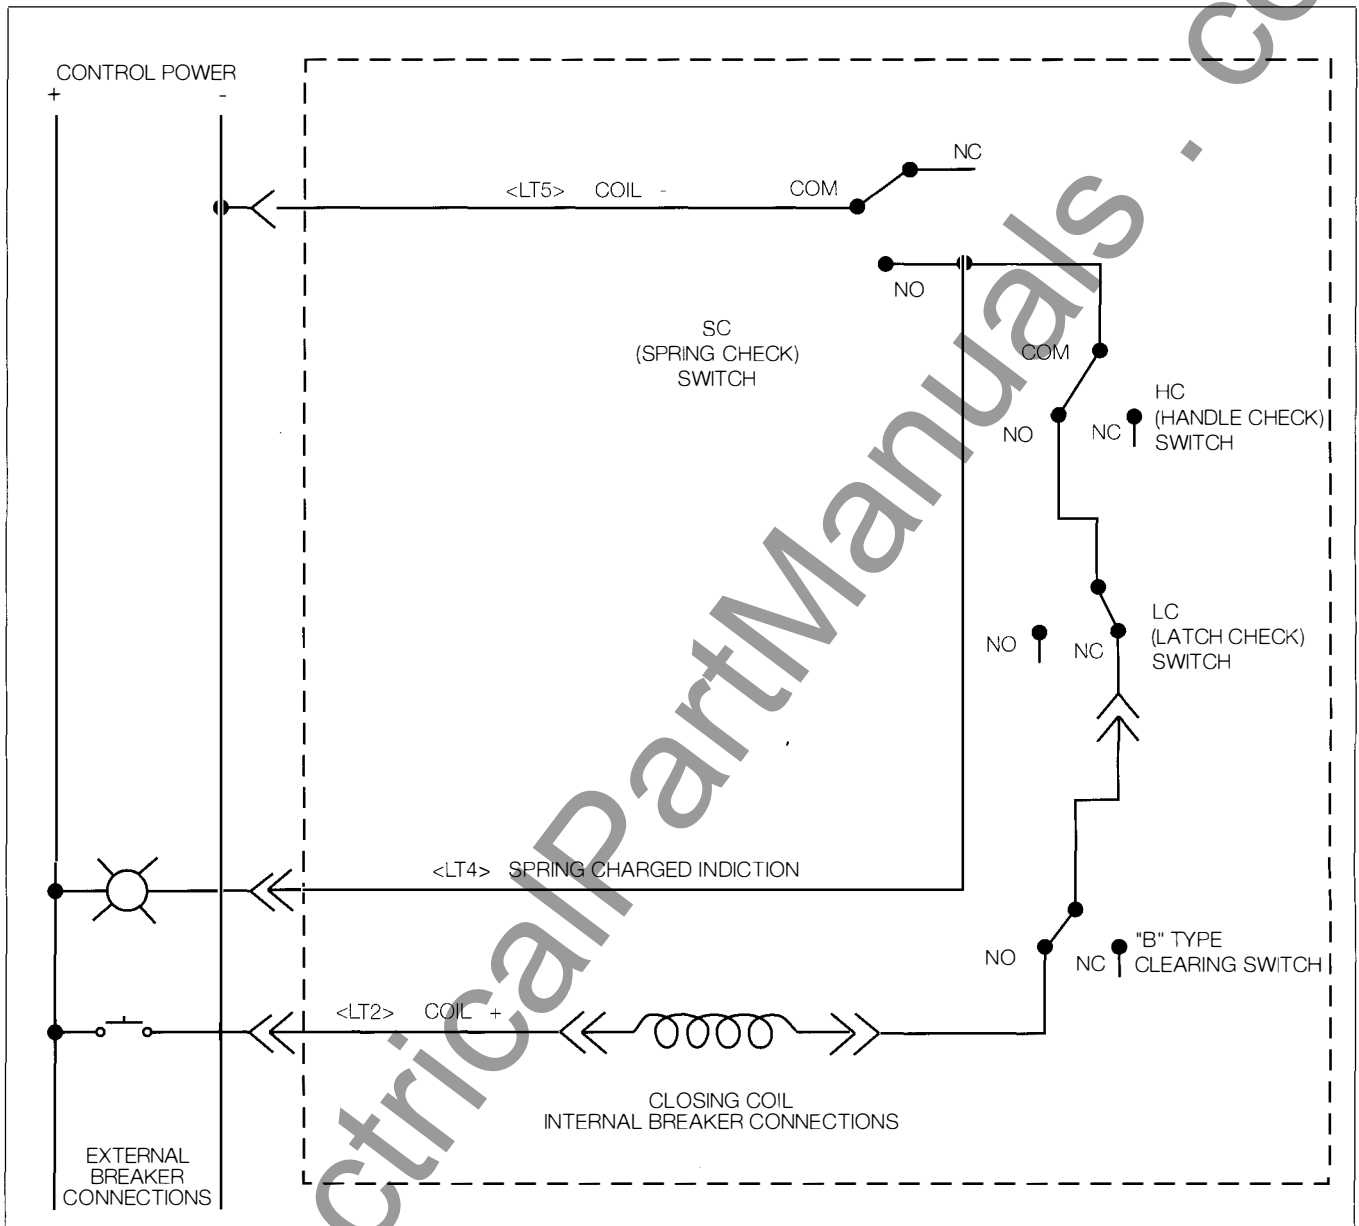 CONTROL POWER
+ -
NC
<LT5> COIL - COM
NO
SC
(SPRING CHECK)
SWITCH
COM
HC
(HANDLE CHECK)
SWITCH
NO NC
LC
(LATCH CHECK)
SWITCH
NO NC
<LT4> SPRING CHARGED INDICTION
"B" TYPE
CLEARING SWITCH
NO NC
<LT2> COIL +
CLOSING COIL
INTERNAL BREAKER CONNECTIONS
EXTERNAL
BREAKER
CONNECTIONS
ctricalPartManuals . co